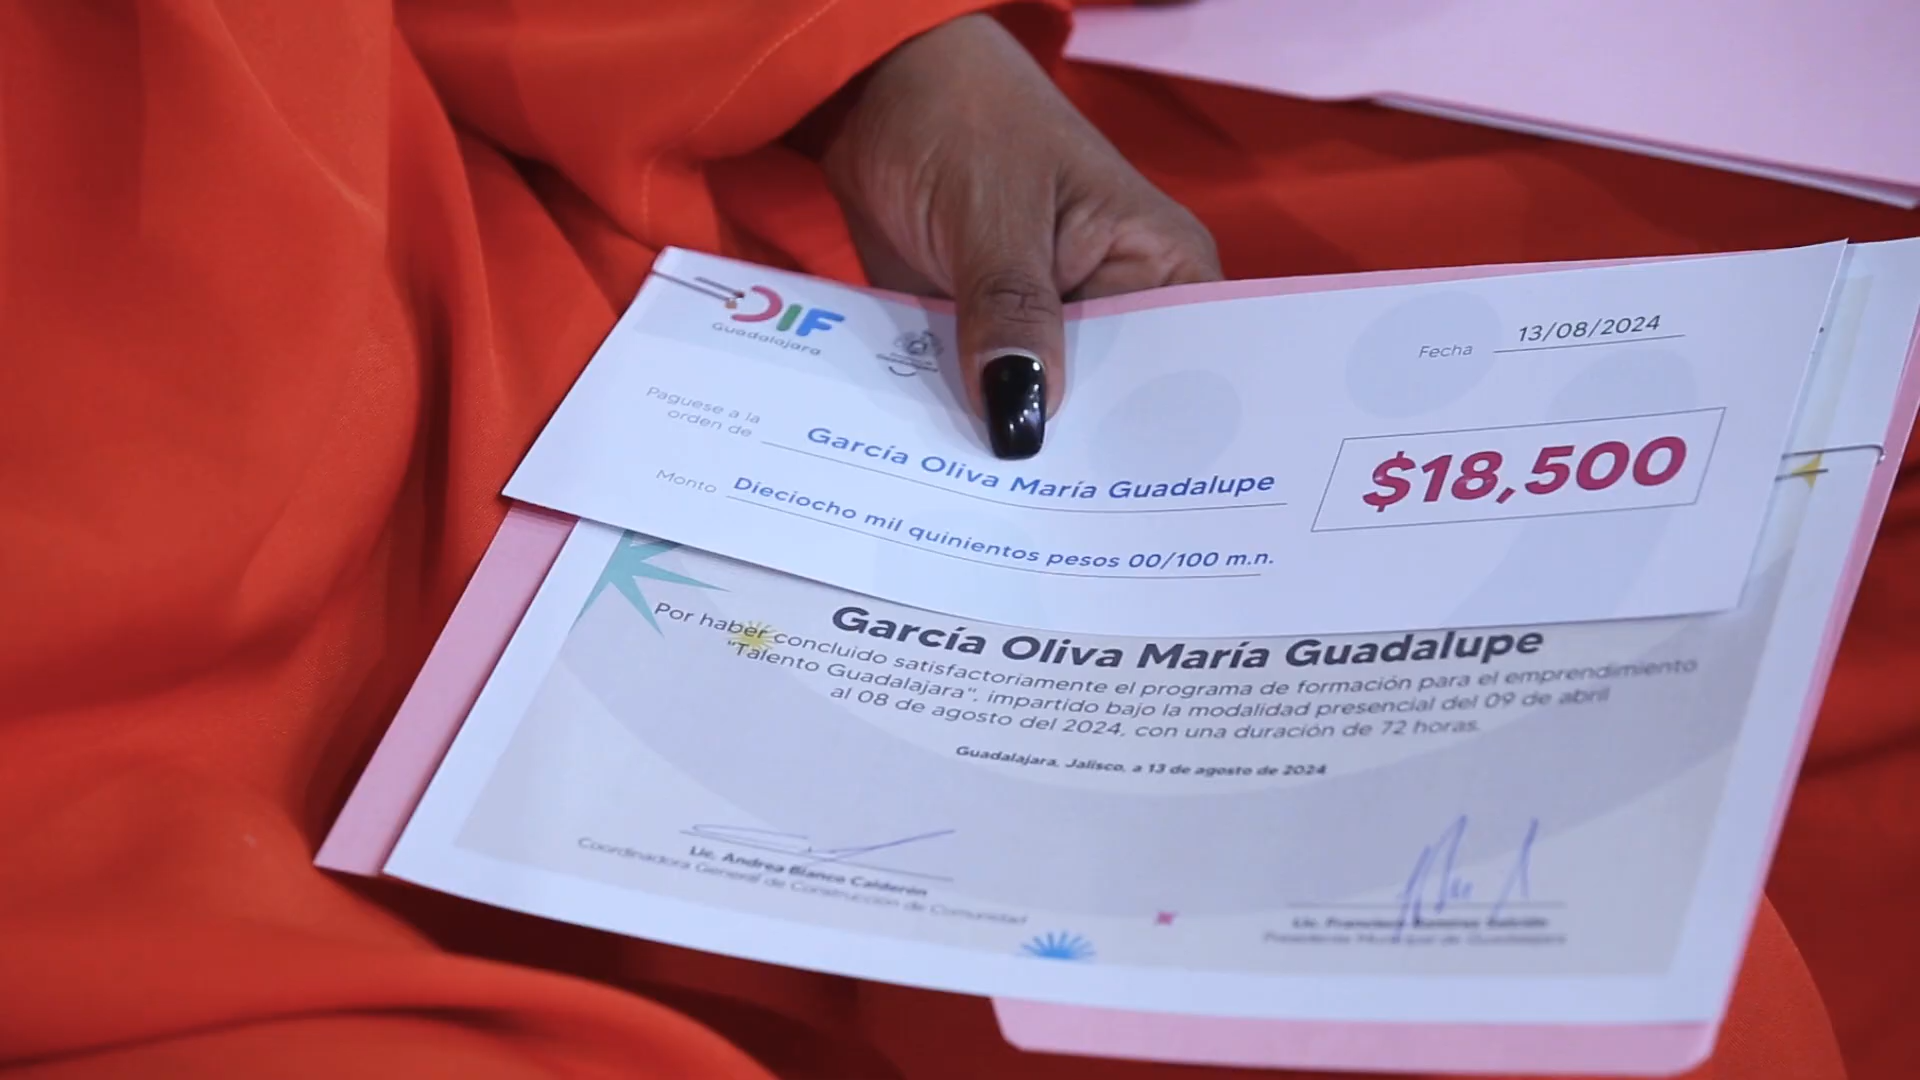 DIF
Guadalajara
Fecha 13/08/2024
Paguese a la
orden de García Oliva María Guadalupe
$18,500
Monto Dieciocho mil quinientos pesos 00/100 m.n.
García Oliva María Guadalupe
Por haber concluido satisfactoriamente el programa de formación para el emprendimiento
"Talento Guadalajara", impartido bajo la modalidad presencial del 09 de abril
al 08 de agosto del 2024, con una duración de 72 horas.
Guadalajara, Jalisco, a 13 de agosto de 2024
Lic. Andrea Blanco Calderón
Coordinadora General de Construcción de Comunidad
Lic. Francisco Ramírez Salcido
Presidente Municipal de Guadalajara